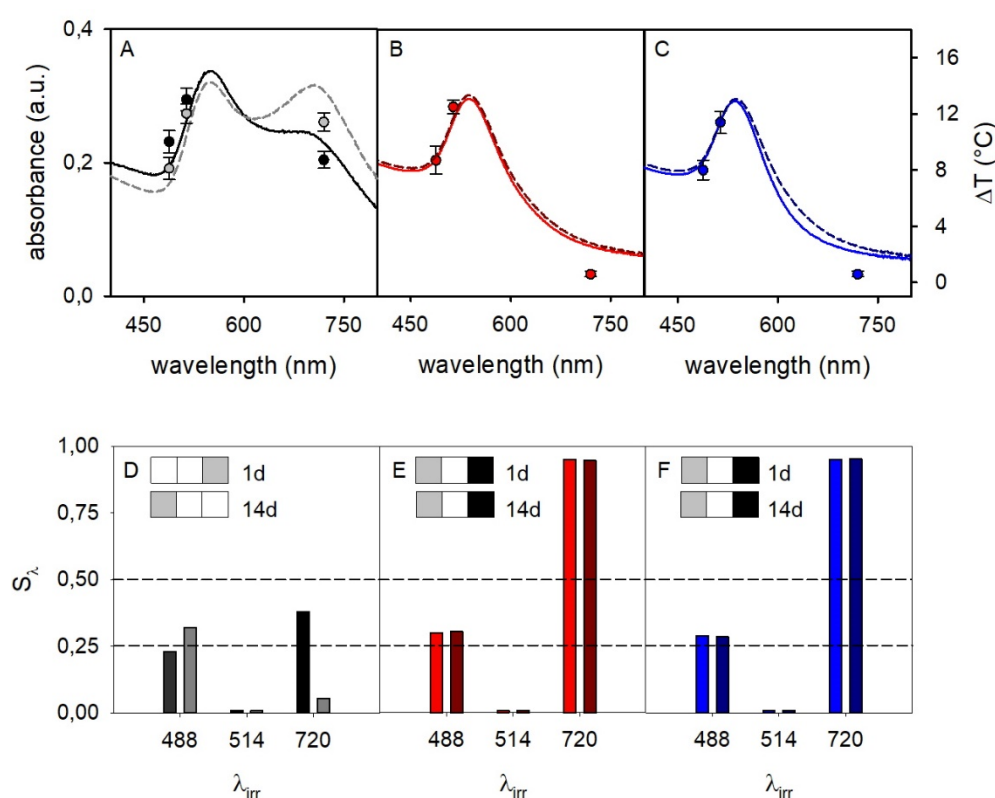 0,4
0,2
0,0
absorbance (a.u.)
A
B
C
16
12
8
4
0
ΔT (°C)
450 600 750
450 600 750
450 600 750
wavelength (nm)
wavelength (nm)
wavelength (nm)
1,00
0,75
0,50
0,25
0,00
Sλ
D
1d
14d
E
1d
14d
F
1d
14d
488 514 720
488 514 720
488 514 720
λirr
λirr
λirr